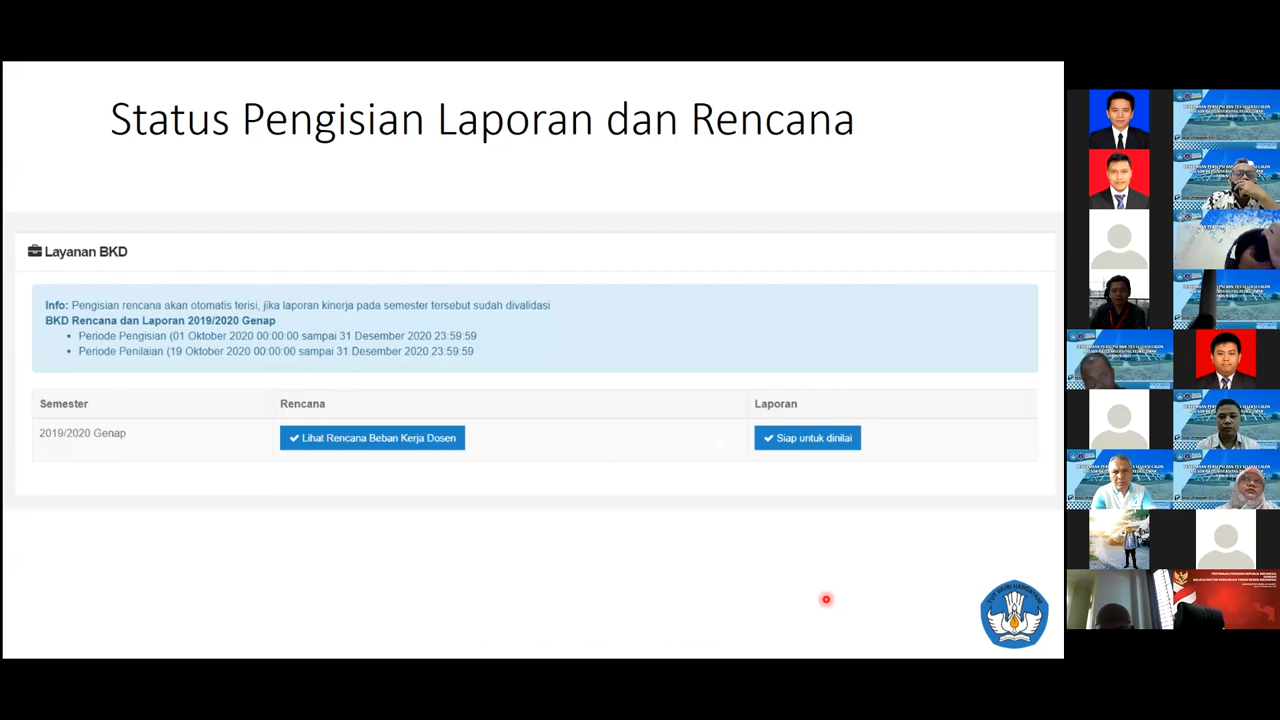 Status Pengisian Laporan dan Rencana
Layanan BKD
Info: Pengisian rencana akan otomatis terisi, jika laporan kinerja pada semester tersebut sudah divalidasi
BKD Rencana dan Laporan 2019/2020 Genap
• Periode Pengisian (01 Oktober 2020 00:00:00 sampai 31 Desember 2020 23:59:59
• Periode Penilaian (19 Oktober 2020 00:00:00 sampai 31 Desember 2020 23:59:59
Semester Rencana Laporan
2019/2020 Genap Lihat Rencana Beban Kerja Dosen Siap untuk dinilai
TUT WURI HANDAYANI